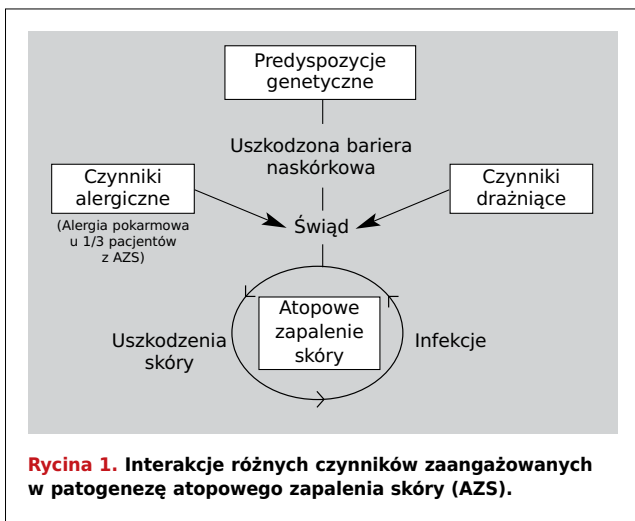 Predyspozycje
genetyczne
Uszkodzona bariera
naskórkowa
Czynniki
alergiczne
(Alergia pokarmowa
u 1/3 pacjentów
z AZS)
Czynniki
drażniące
Świąd
Uszkodzenia
skóry
Atopowe
zapalenie
skóry
Infekcje
Rycina 1. Interakcje różnych czynników zaangażowanych
w patogenezę atopowego zapalenia skóry (AZS).